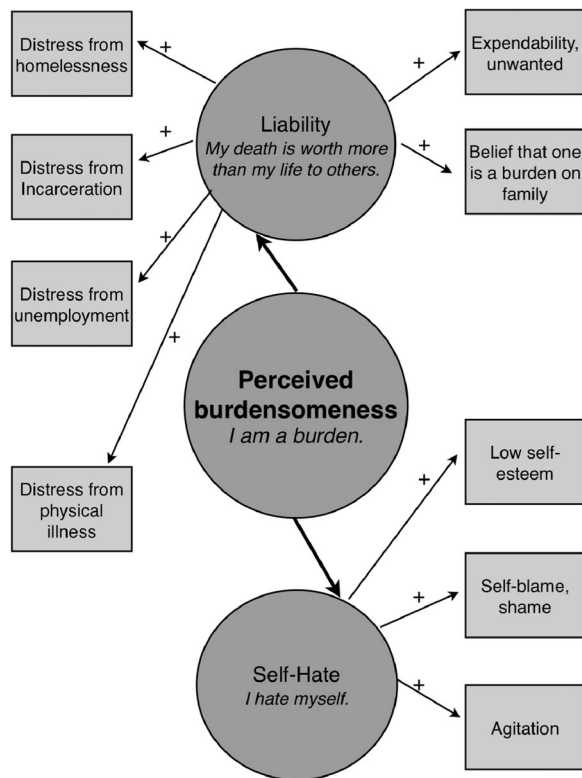 Distress from
homelessness
+
+
Expendability,
unwanted
Liability
My death is worth more
than my life to others.
Distress from
Incarceration
+
+
Belief that one
is a burden on
family
Distress from
unemployment
+
+
Perceived
burdensomeness
I am a burden.
Distress from
physical
illness
Low self-
esteem
+
Self-blame,
shame
+
Self-Hate
I hate myself.
+
Agitation